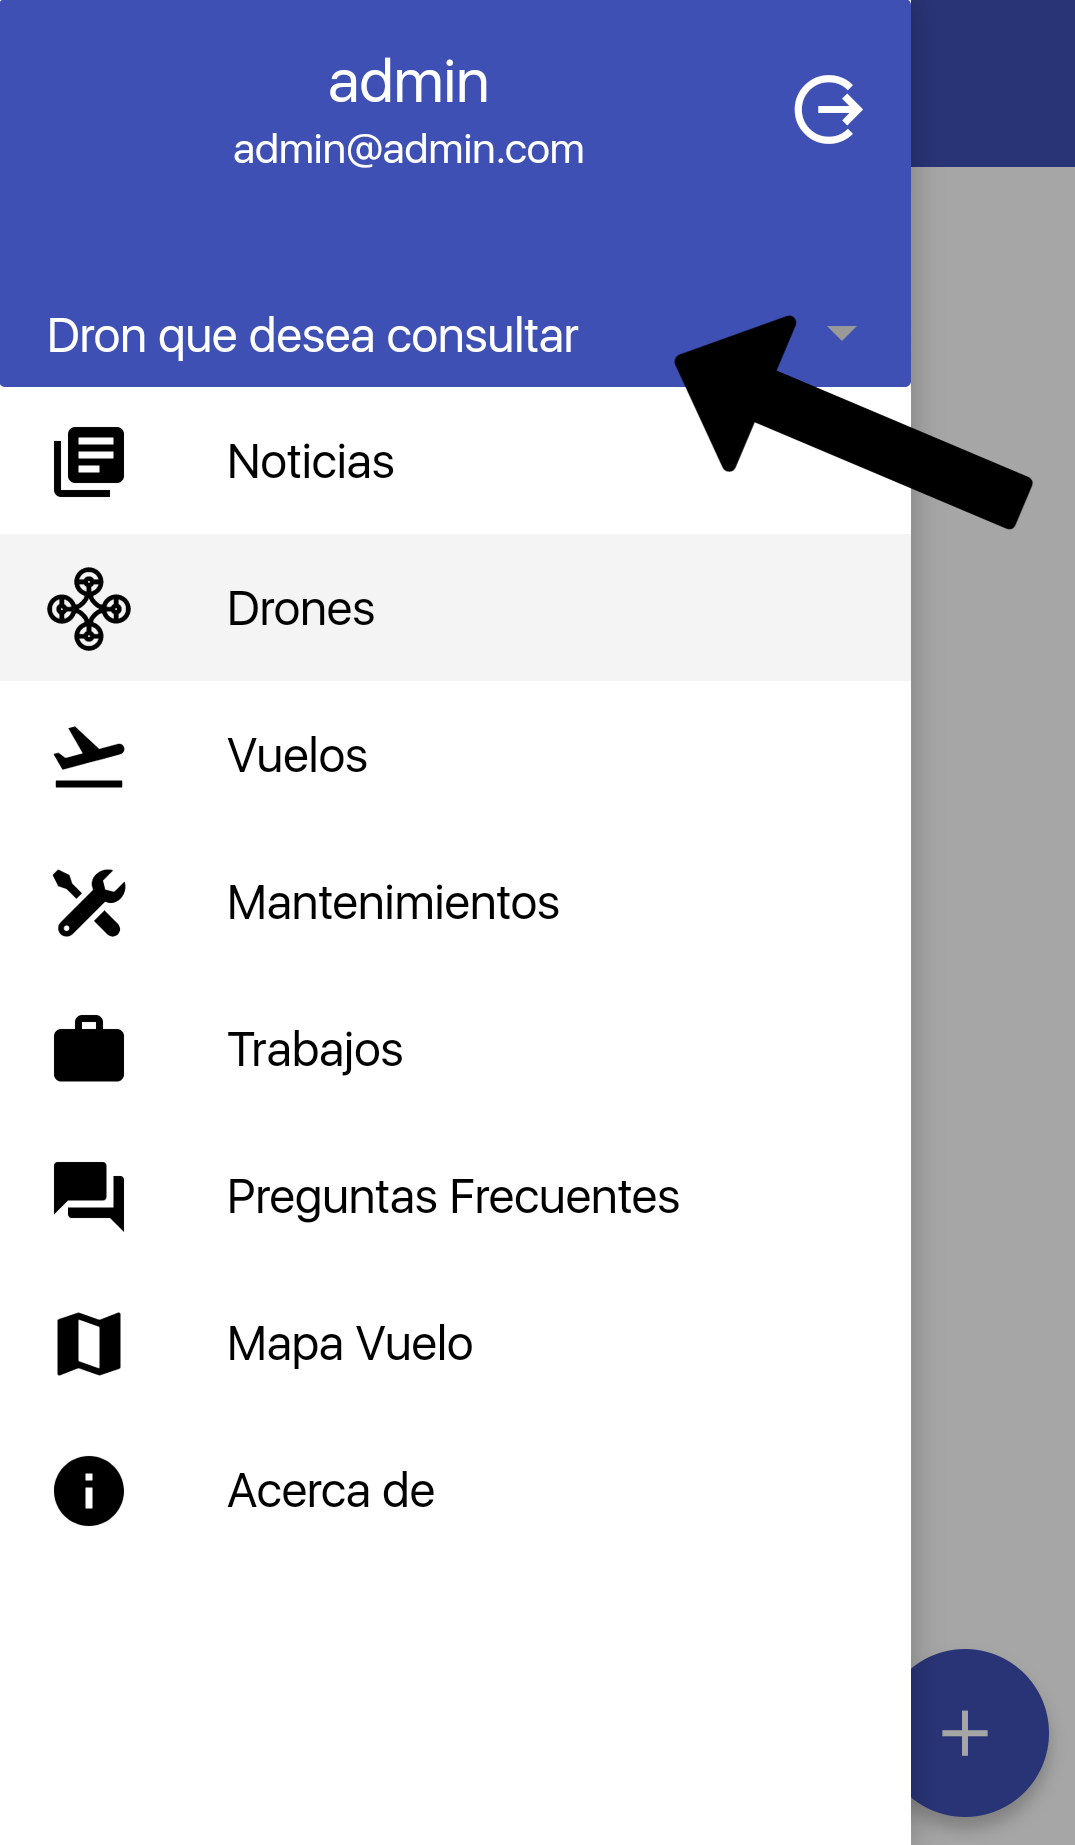 admin
admin@admin.com
Dron que desea consultar
Noticias
Drones
Vuelos
Mantenimientos
Trabajos
Preguntas Frecuentes
Mapa Vuelo
Acerca de